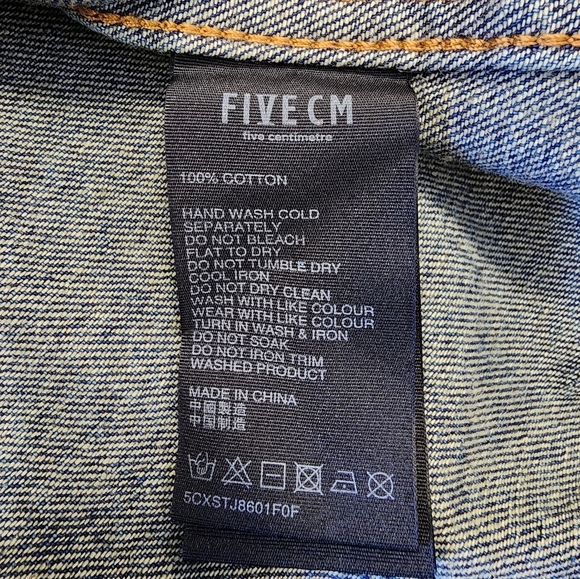 FIVE CM
five centimetre
100% COTTON
HAND WASH COLD
SEPARATELY
DO NOT BLEACH
FLAT TO DRY
DO NOT TUMBLE DRY
COOL IRON
DO NOT DRY CLEAN
WASH WITH LIKE COLOUR
WEAR WITH LIKE COLOUR
TURN IN WASH & IRON
DO NOT SOAK
DO NOT IRON TRIM
WASHED PRODUCT
MADE IN CHINA
中國製造
中国制造
5CXSTJ8601F0F